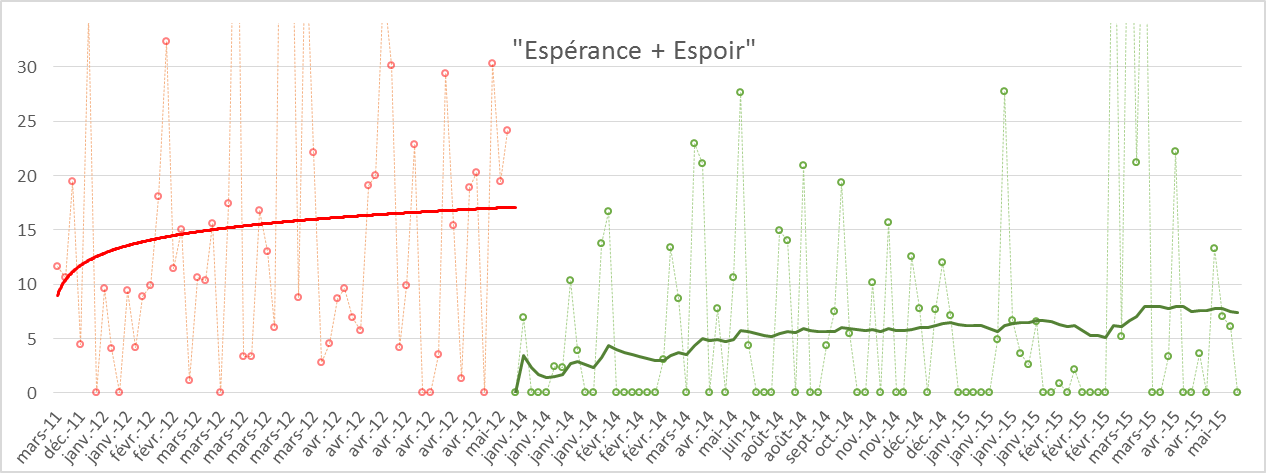 "Espérance + Espoir"
30
25
20
15
10
5
0
mars-11
déc.-11
janv.-12
janv.-12
févr.-12
févr.-12
mars-12
mars-12
mars-12
mars-12
avr.-12
avr.-12
avr.-12
avr.-12
mai-12
janv.-14
janv.-14
janv.-14
févr.-14
févr.-14
mars-14
avr.-14
mai-14
juin-14
août-14
août-14
sept.-14
oct.-14
nov.-14
nov.-14
déc.-14
déc.-14
janv.-15
janv.-15
janv.-15
févr.-15
févr.-15
févr.-15
mars-15
mars-15
avr.-15
avr.-15
mai-15